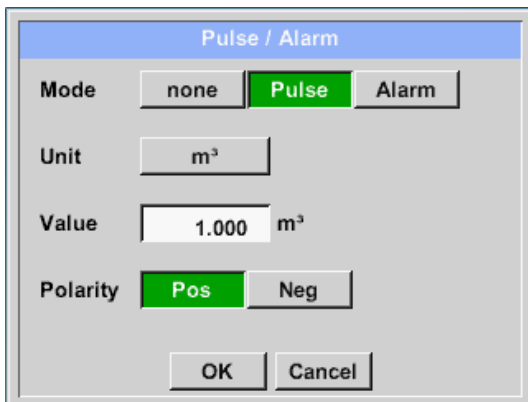 Pulse / Alarm
Mode none Pulse Alarm
Unit m³
Value 1.000 m³
Polarity Pos Neg
OK Cancel